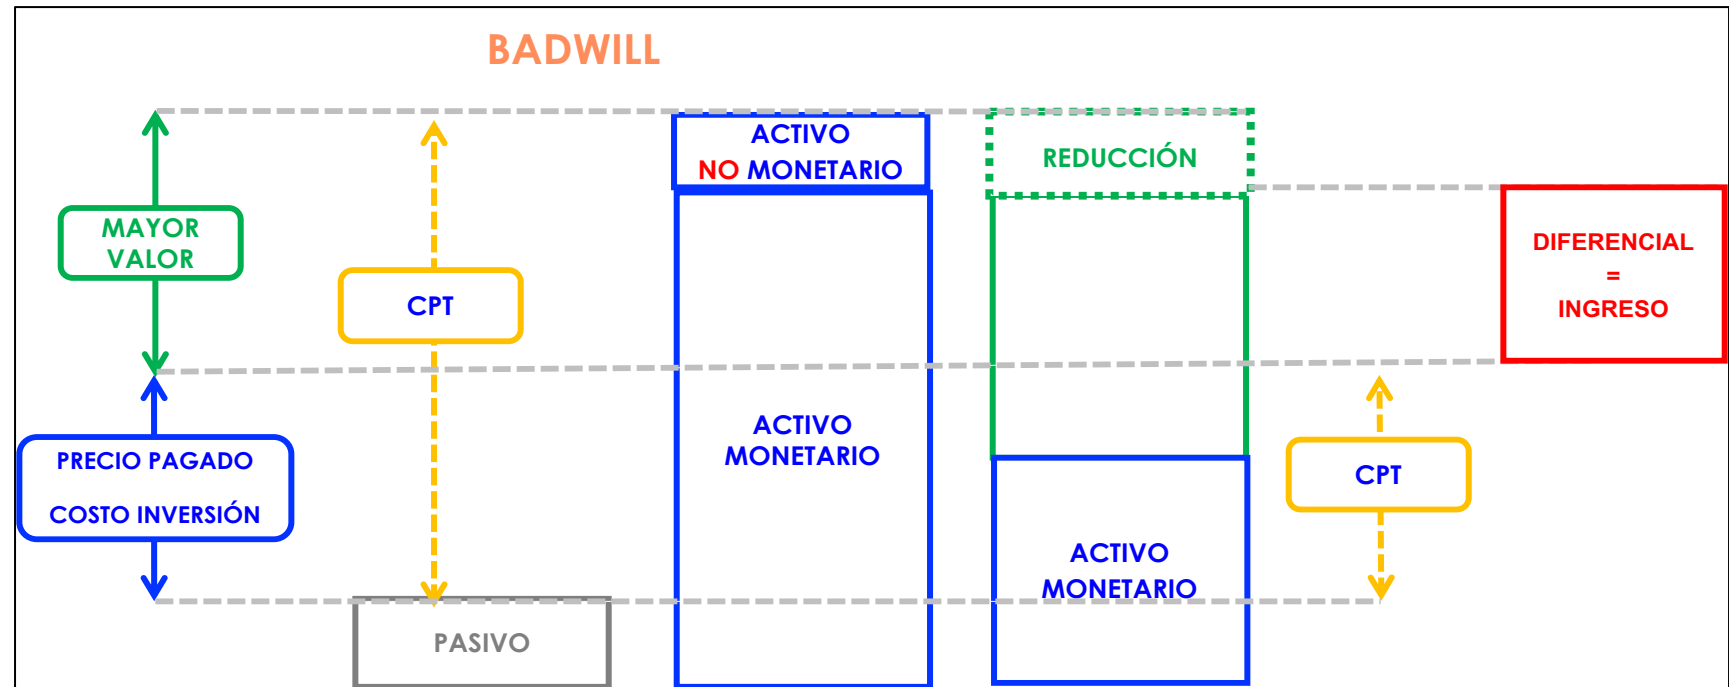 BADWILL
MAYOR
VALOR
PRECIO PAGADO
COSTO INVERSIÓN
CPT
PASIVO
ACTIVO
NO MONETARIO
ACTIVO
MONETARIO
REDUCCIÓN
ACTIVO
MONETARIO
CPT
DIFERENCIAL
=
INGRESO